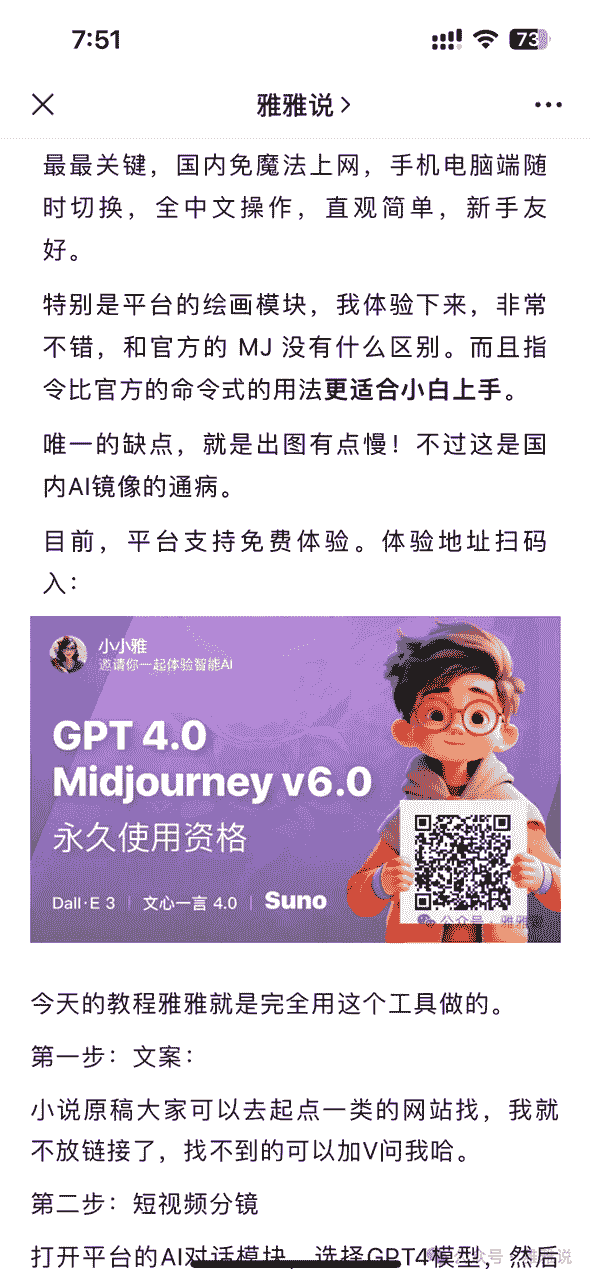 7:51
73
雅雅说
最最关键，国内免魔法上网，手机电脑端随
时切换，全中文操作，直观简单，新手友
好。
特别是平台的绘画模块，我体验下来，非常
不错，和官方的 MJ 没有什么区别。而且指
令比官方的命令式的用法更适合小白上手。
唯一的缺点，就是出图有点慢！不过这是国
内AI镜像的通病。
目前，平台支持免费体验。体验地址扫码
入：
小小雅
邀请你一起体验智能AI
GPT 4.0
Midjourney v6.0
永久使用资格
Dall·E 3 | 文心一言 4.0 | Suno
公众号 · 雅雅说
今天的教程雅雅就是完全用这个工具做的。
第一步：文案：
小说原稿大家可以去起点一类的网站找，我就
不放链接了，找不到的可以加V问我哈。
第二步：短视频分镜
打开平台的AI对话模块，选择GPT4模型，然后
公众号 · 雅雅说